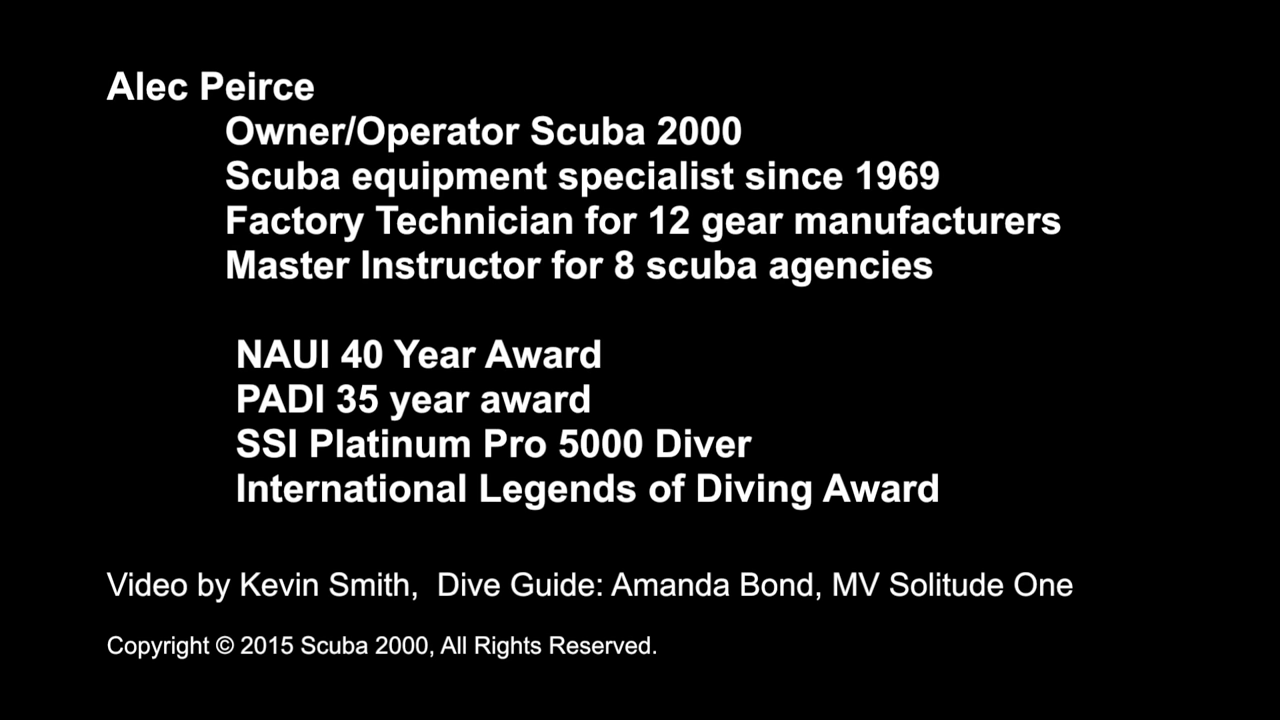 Alec Peirce
Owner/Operator Scuba 2000
Scuba equipment specialist since 1969
Factory Technician for 12 gear manufacturers
Master Instructor for 8 scuba agencies
NAUI 40 Year Award
PADI 35 year award
SSI Platinum Pro 5000 Diver
International Legends of Diving Award
Video by Kevin Smith,  Dive Guide: Amanda Bond, MV Solitude One
Copyright © 2015 Scuba 2000, All Rights Reserved.